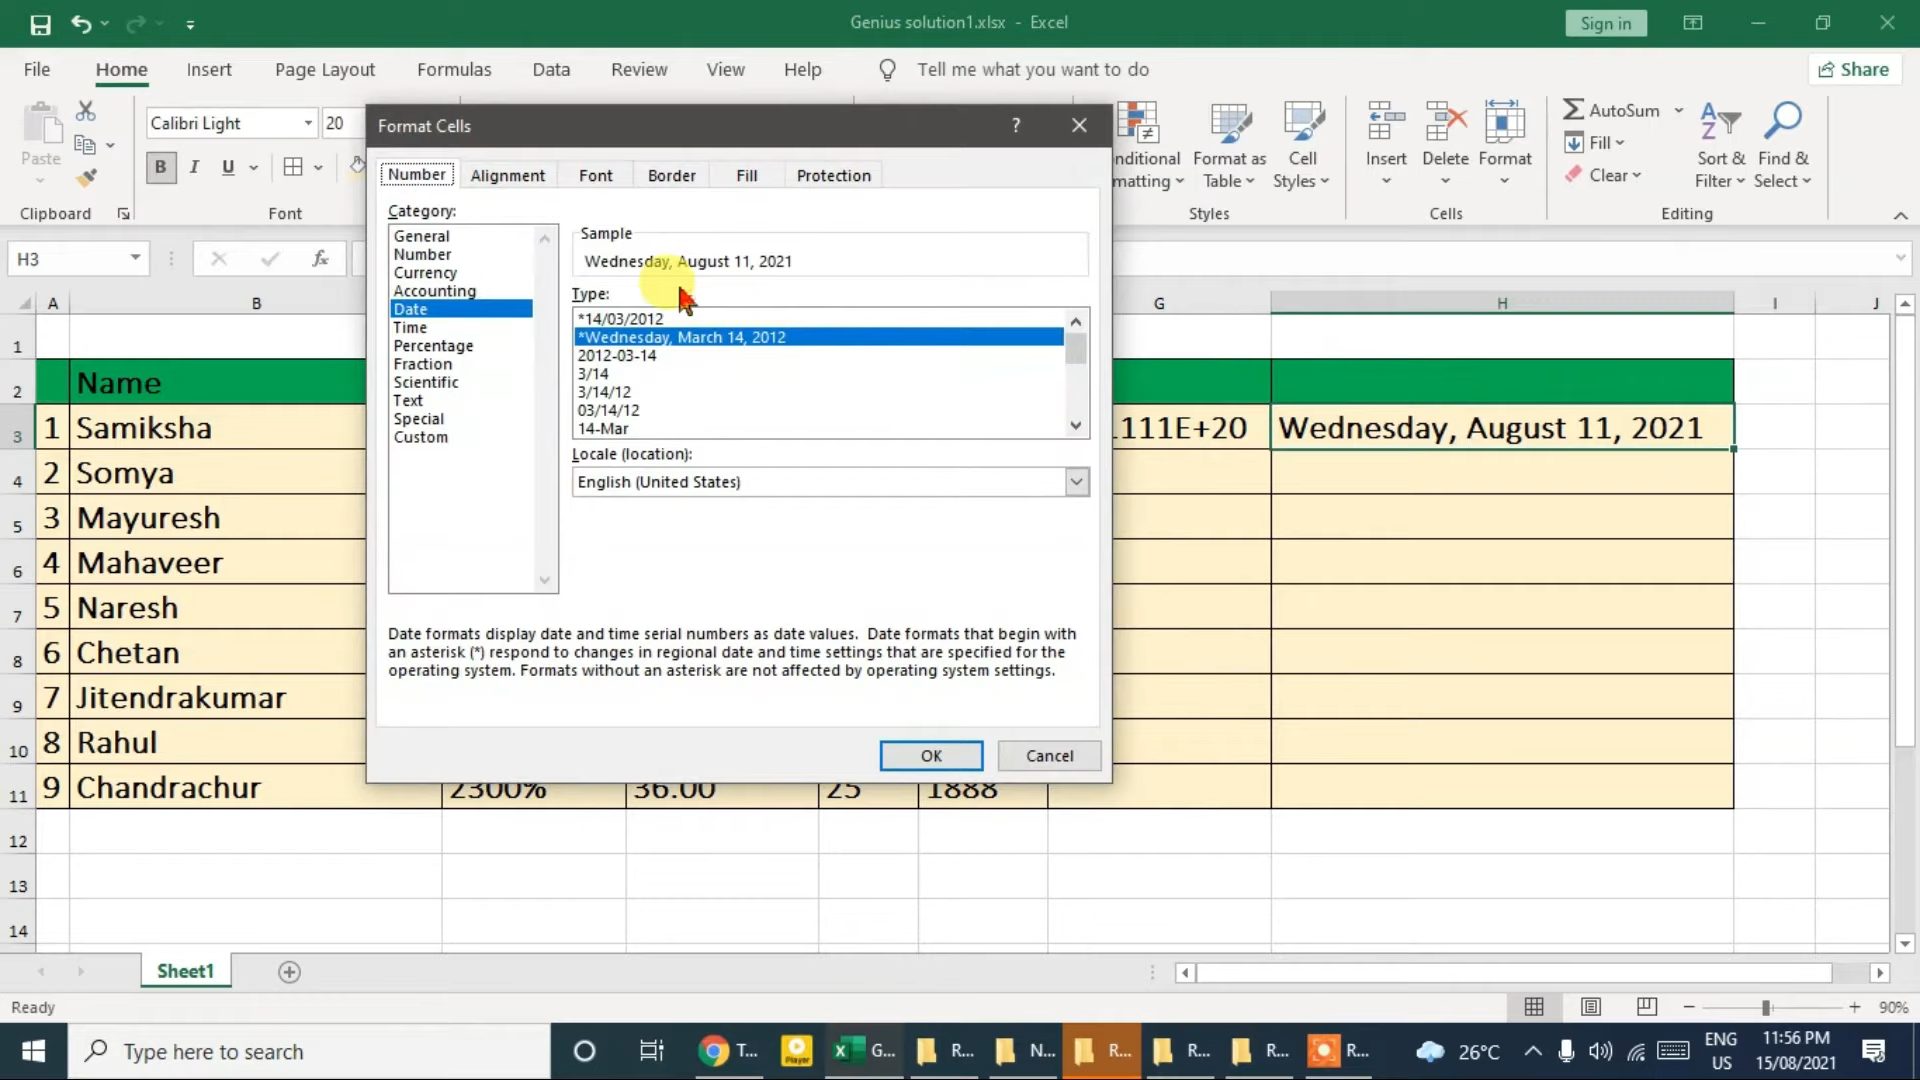 Genius solution1.xlsx - Excel
Sign in
File Home Insert Page Layout Formulas Data Review View Help Tell me what you want to do
Share
Paste
Clipboard
Calibri Light 20
B I U
Font
Format as
Table
Cell
Styles
Styles
Insert Delete Format
Cells
AutoSum
Fill
Clear
Sort &
Filter
Find &
Select
Editing
H3
fx
Format Cells
?
Number Alignment Font Border Fill Protection
Category:
General
Number
Currency
Accounting
Date
Time
Percentage
Fraction
Scientific
Text
Special
Custom
Sample
Wednesday, August 11, 2021
Type:
*14/03/2012
*Wednesday, March 14, 2012
2012-03-14
3/14
3/14/12
03/14/12
14-Mar
Locale (location):
English (United States)
Date formats display date and time serial numbers as date values. Date formats that begin with
an asterisk (*) respond to changes in regional date and time settings that are specified for the
operating system. Formats without an asterisk are not affected by operating system settings.
OK Cancel
A B G H I J
1
2 Name
3 1 Samiksha 111E+20 Wednesday, August 11, 2021
4 2 Somya
5 3 Mayuresh
6 4 Mahaveer
7 5 Naresh
8 6 Chetan
9 7 Jitendrakumar
10 8 Rahul
11 9 Chandrachur 2300% 36.00 25 1888
12
13
14
Sheet1
Ready
90%
Type here to search
T...
Player
G...
R...
N...
R...
R...
R...
R...
26°C
ENG
US
11:56 PM
15/08/2021